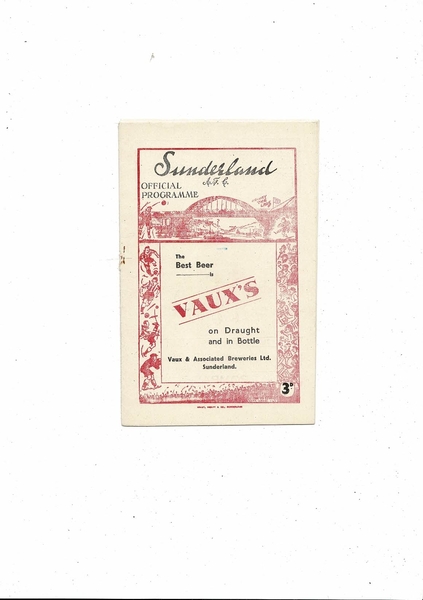 Sunderland
A.F.C.
OFFICIAL
PROGRAMME
The
Best Beer
is
VAUX'S
on Draught
and in Bottle
Vaux & Associated Breweries Ltd.
Sunderland.
3D